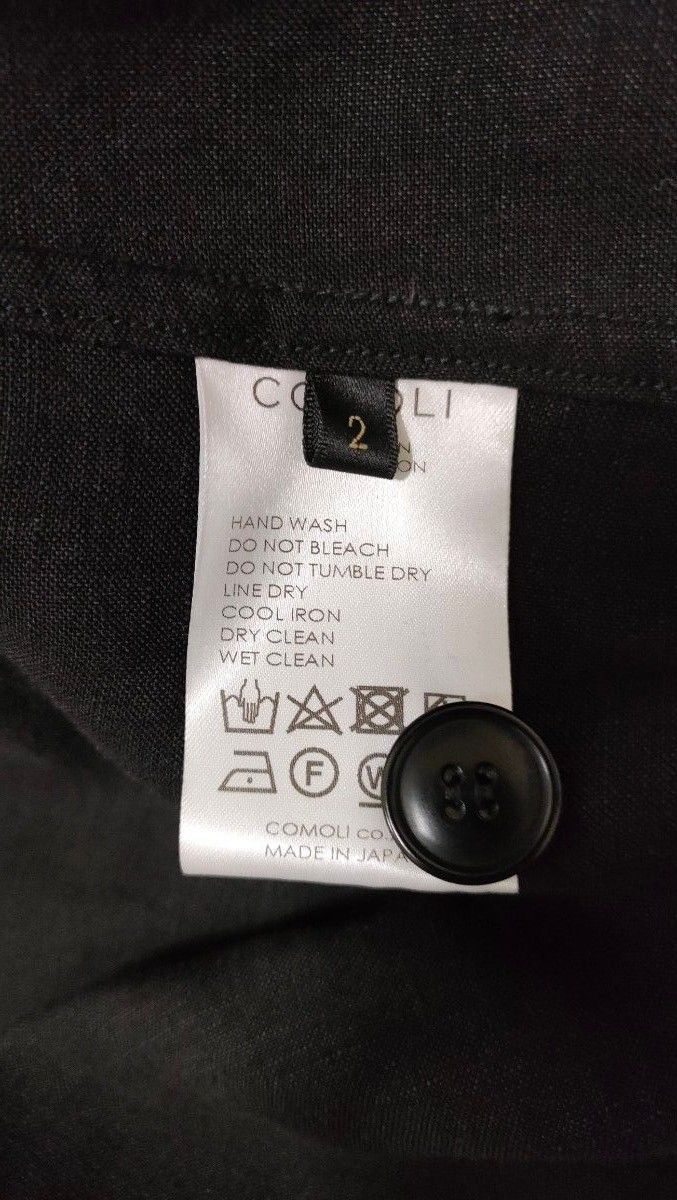 COMOLI
2
HAND WASH
DO NOT BLEACH
DO NOT TUMBLE DRY
LINE DRY
COOL IRON
DRY CLEAN
WET CLEAN
F
W
COMOLI CO.
MADE IN JAPA